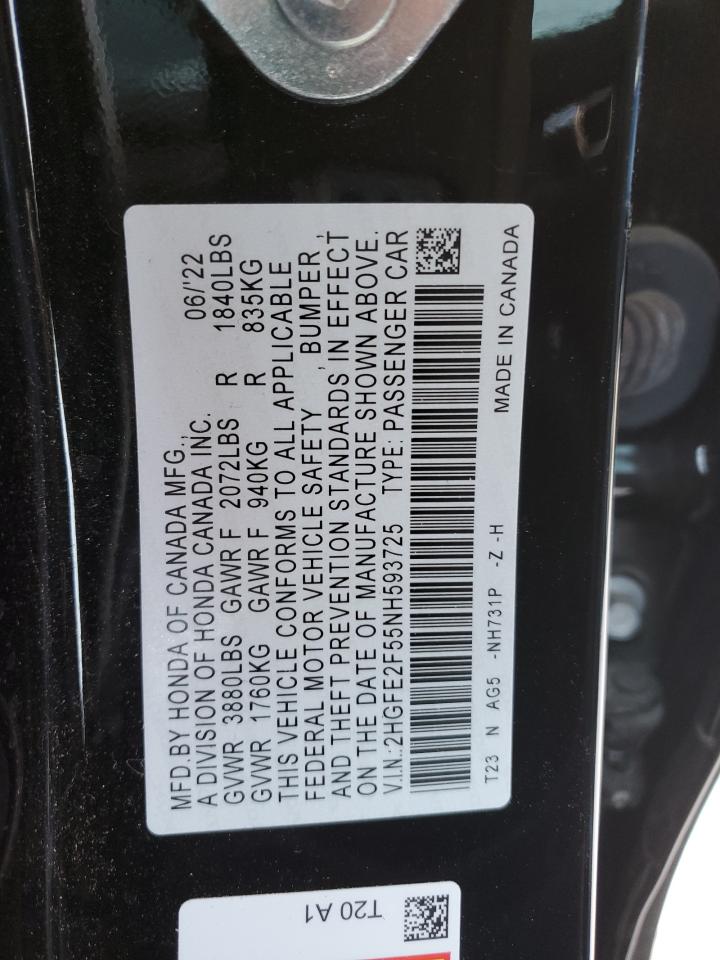 MFD.BY HONDA OF CANADA MFG.,
A DIVISION OF HONDA CANADA INC. 06/'22
GVWR 3880LBS GAWR F 2072LBS R 1840LBS
GVWR 1760KG GAWR F 940KG R 835KG
THIS VEHICLE CONFORMS TO ALL APPLICABLE
FEDERAL MOTOR VEHICLE SAFETY , BUMPER ,
AND THEFT PREVENTION STANDARDS IN EFFECT
ON THE DATE OF MANUFACTURE SHOWN ABOVE.
V.I.N.:2HGFE2F55NH593725 TYPE: PASSENGER CAR
T23 N AG5 -NH731P -Z -H MADE IN CANADA
T20 A1